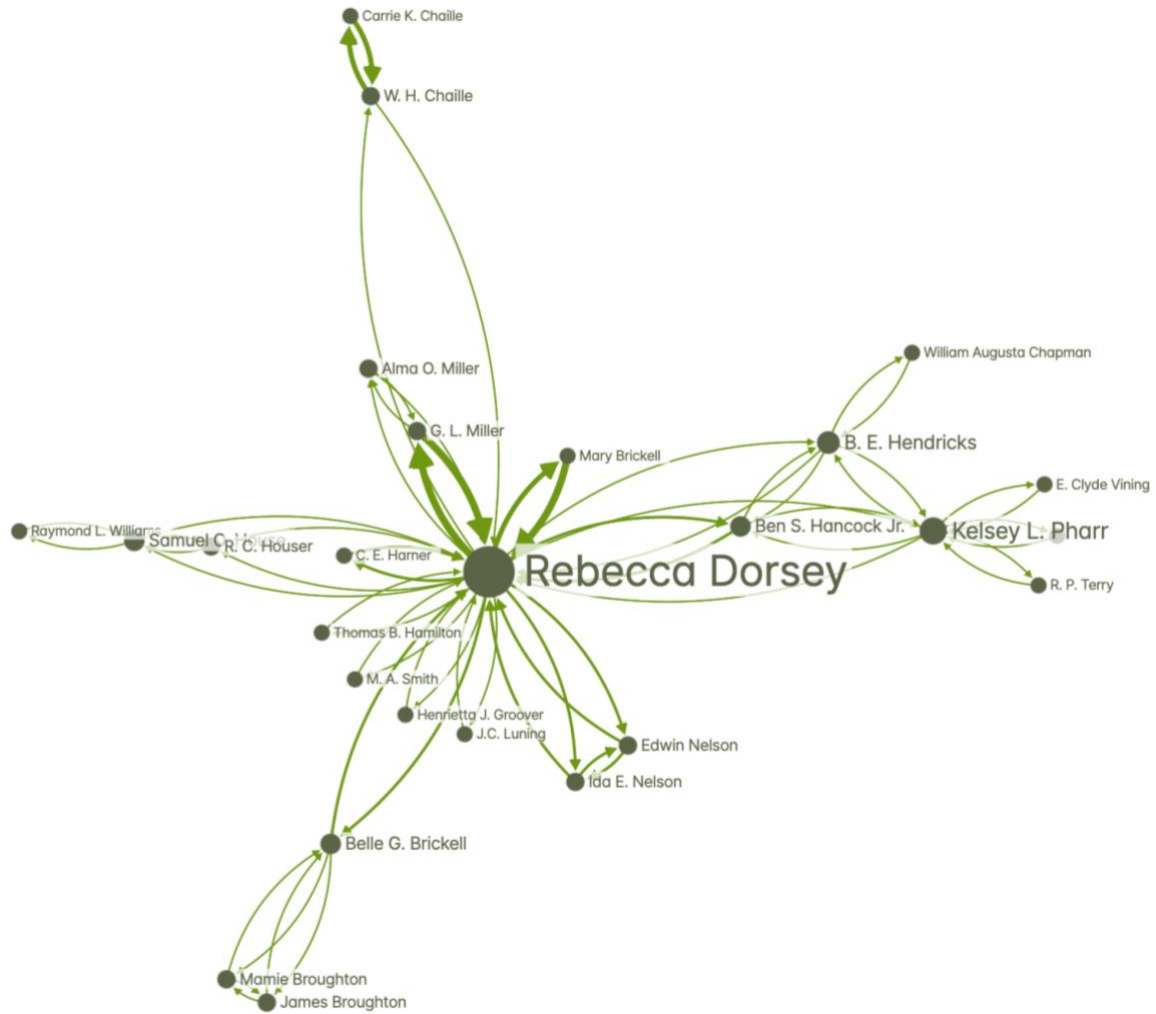 Carrie K. Chaille
W. H. Chaille
William Augusta Chapman
Alma O. Miller
G. L. Miller
B. E. Hendricks
Mary Brickell
E. Clyde Vining
Ben S. Hancock Jr.
Kelsey L. Pharr
Raymond L. Williams
Samuel C.
R. C. Houser
C. E. Harner
Rebecca Dorsey
R. P. Terry
Thomas B. Hamilton
M. A. Smith
Henrietta J. Groover
J.C. Luning
Edwin Nelson
Ida E. Nelson
Belle G. Brickell
Mamie Broughton
James Broughton